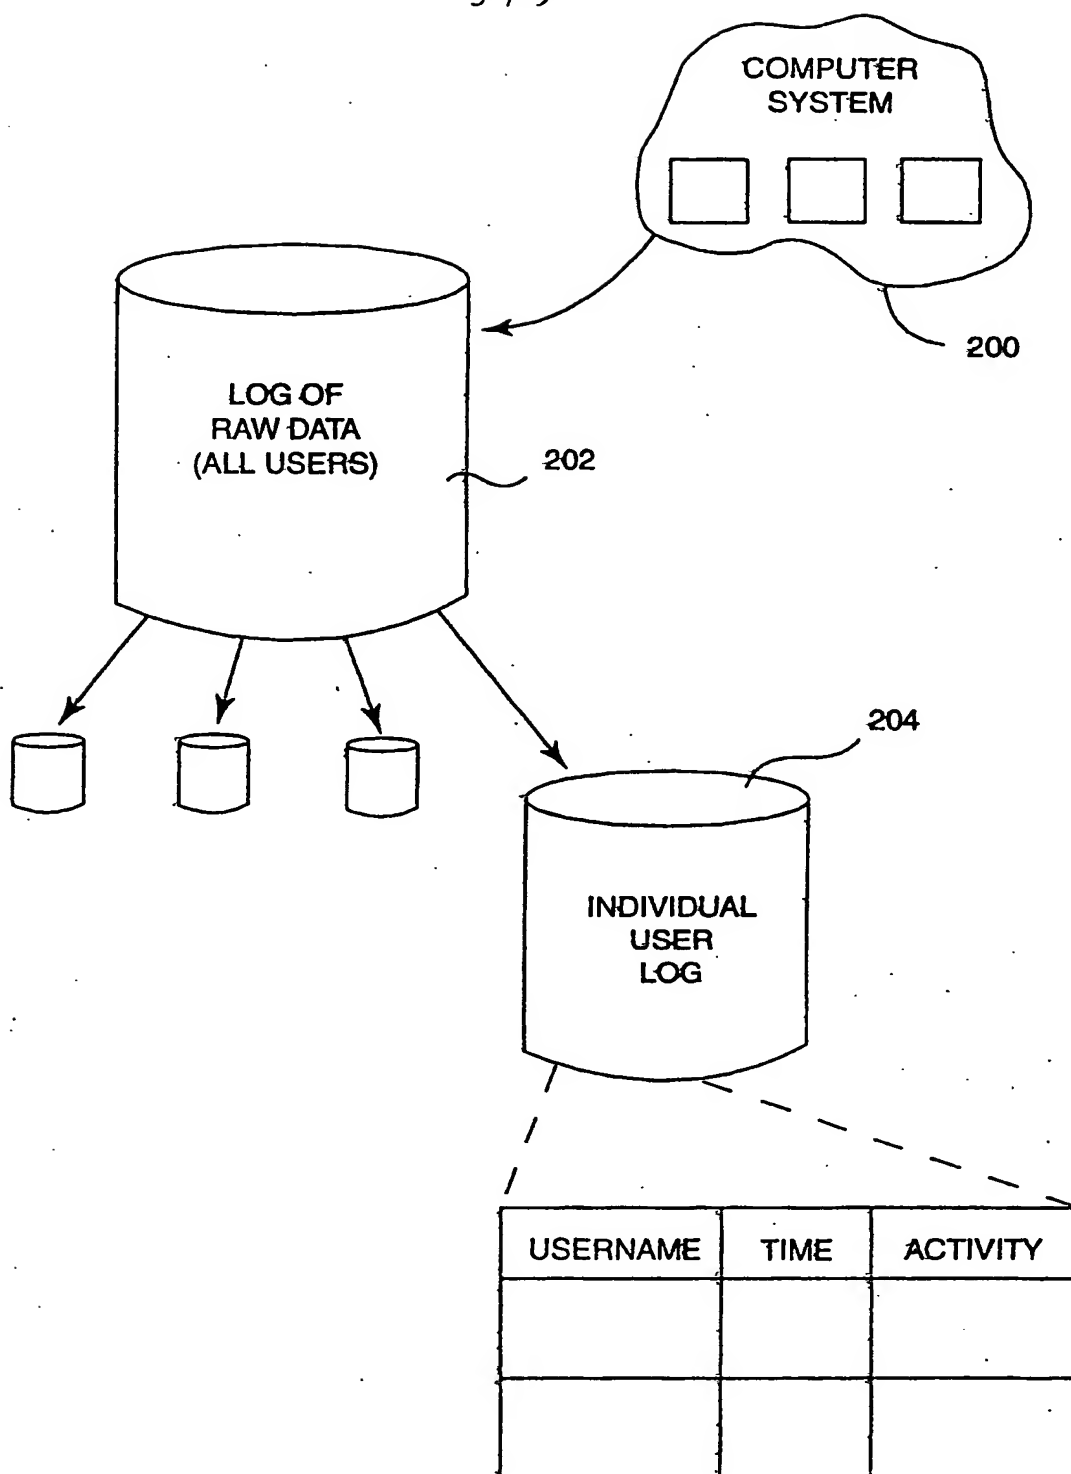 COMPUTER
SYSTEM
200
LOG OF
RAW DATA
(ALL USERS)
202
204
INDIVIDUAL
USER
LOG
USERNAME TIME ACTIVITY